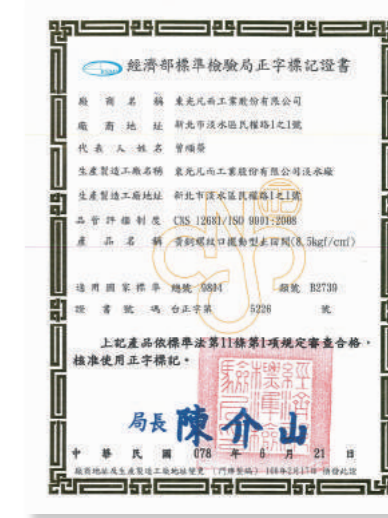 經濟部標準檢驗局正字標記證書
廠商名稱 東光凡而工業股份有限公司
廠商地址 新北市淡水區民權路1之1號
代表人姓名 曾順榮
生產製造工廠名稱 東光凡而工業股份有限公司淡水廠
生產製造工廠地址 新北市淡水區民權路1之1號
品管評鑑制度 CNS 12681/ISO 9001:2008
產品名稱 青銅螺紋口擺動型止回閥(8.5kgf/cm²)
適用國家標準 總號 9804 類號 B2739
證書號碼 台正字第 5226 號
上記產品依標準法第11條第1項規定審查合格，
核准使用正字標記。
局長 陳介山
中華民國 078 年 6 月 21 日